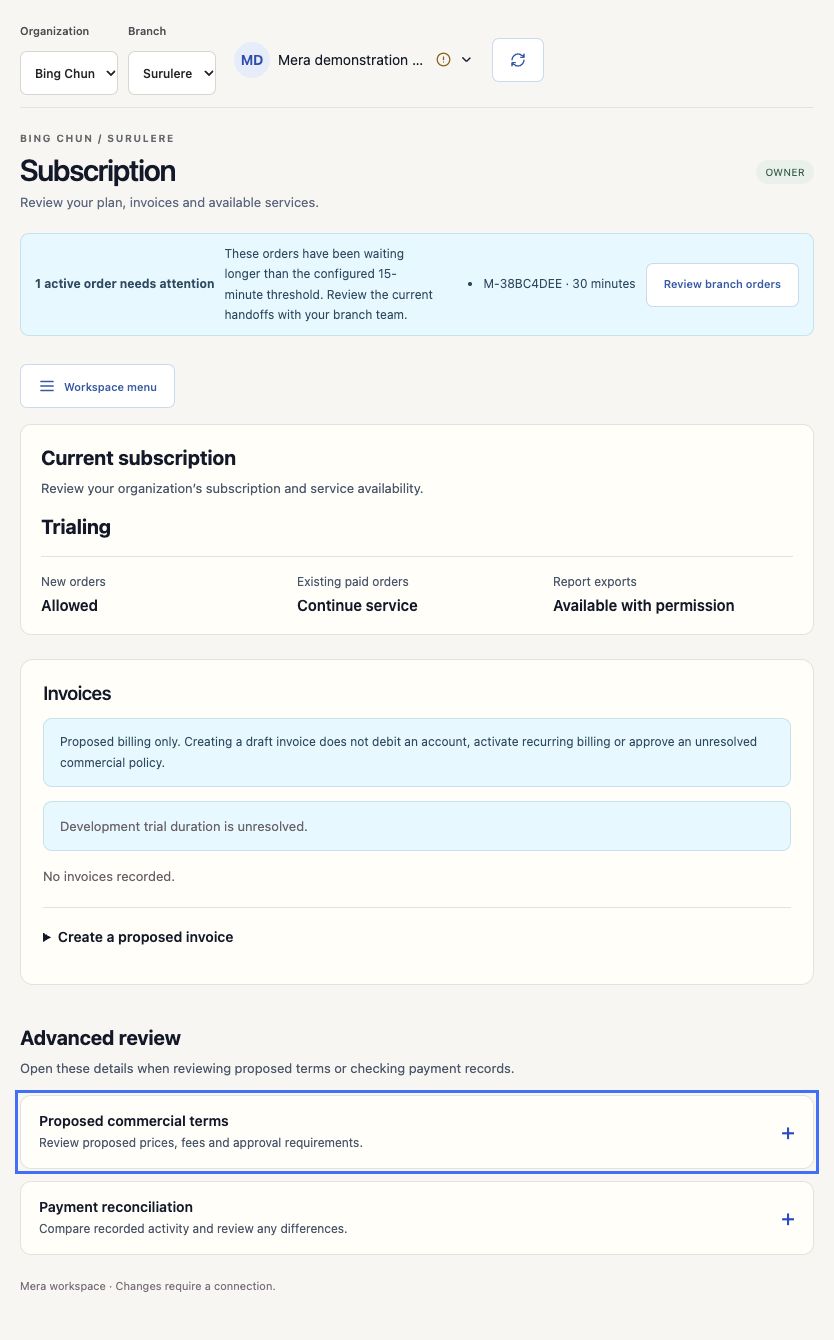 Organization
Branch
Bing Chun
Surulere
MD
Mera demonstration ...
BING CHUN / SURULERE
Subscription
OWNER
Review your plan, invoices and available services.
1 active order needs attention
These orders have been waiting
longer than the configured 15-
minute threshold. Review the current
handoffs with your branch team.
• M-38BC4DEE · 30 minutes
Review branch orders
Workspace menu
Current subscription
Review your organization's subscription and service availability.
Trialing
New orders
Allowed
Existing paid orders
Continue service
Report exports
Available with permission
Invoices
Proposed billing only. Creating a draft invoice does not debit an account, activate recurring billing or approve an unresolved
commercial policy.
Development trial duration is unresolved.
No invoices recorded.
Create a proposed invoice
Advanced review
Open these details when reviewing proposed terms or checking payment records.
Proposed commercial terms
Review proposed prices, fees and approval requirements.
Payment reconciliation
Compare recorded activity and review any differences.
Mera workspace · Changes require a connection.